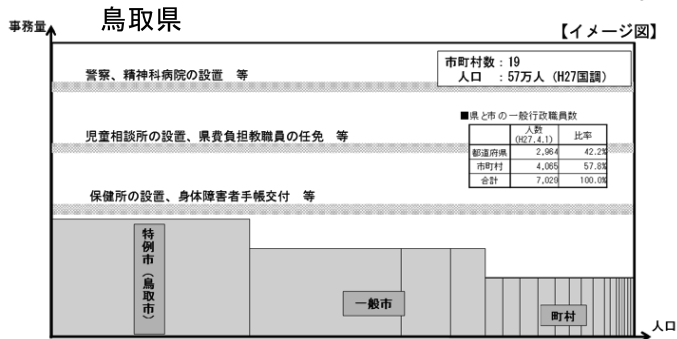 鳥取県
事務量
【イメージ図】
市町村数：19
人口　：57万人（H27国調）
警察、精神科病院の設置　等
■県と市の一般行政職員数
人数
(H27.4.1)
比率
都道府県 2,964 42.2%
市町村 4,065 57.8%
合計 7,029 100.0%
児童相談所の設置、県費負担教職員の任免　等
保健所の設置、身体障害者手帳交付　等
特例市（鳥取市）
一般市
町村
人口